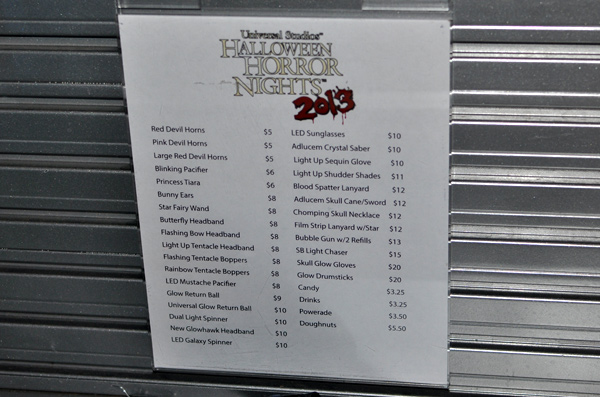 Universal Studios™
HALLOWEEN
HORROR
NIGHTS™
2013
Red Devil Horns $5
Pink Devil Horns $5
Large Red Devil Horns $5
Blinking Pacifier $6
Princess Tiara $6
Bunny Ears $8
Star Fairy Wand $8
Butterfly Headband $8
Flashing Bow Headband $8
Light Up Tentacle Headband $8
Flashing Tentacle Boppers $8
Rainbow Tentacle Boppers $8
LED Mustache Pacifier $8
Glow Return Ball $9
Universal Glow Return Ball $10
Dual Light Spinner $10
New Glowhawk Headband $10
LED Galaxy Spinner $10
LED Sunglasses $10
Adlucem Crystal Saber $10
Light Up Sequin Glove $10
Light Up Shudder Shades $11
Blood Spatter Lanyard $12
Adlucem Skull Cane/Sword $12
Chomping Skull Necklace $12
Film Strip Lanyard w/Star $12
Bubble Gun w/2 Refills $13
SB Light Chaser $15
Skull Glow Gloves $20
Glow Drumsticks $20
Candy $3.25
Drinks $3.25
Powerade $3.50
Doughnuts $5.50